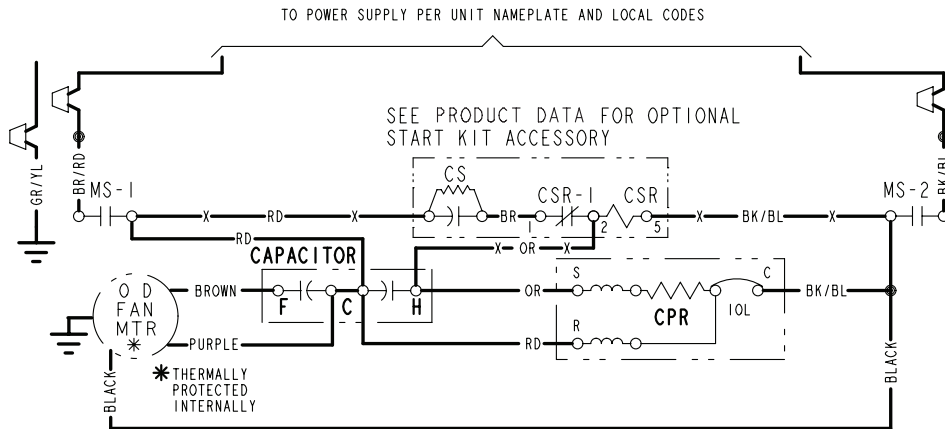 TO POWER SUPPLY PER UNIT NAMEPLATE AND LOCAL CODES
SEE PRODUCT DATA FOR OPTIONAL
START KIT ACCESSORY
GR/YL
BR/RD
BK/BL
MS-1
CS
CSR-1
CSR
MS-2
X RD X
BR
1
2
5
X BK/BL X
RD
X OR X
CAPACITOR
BROWN
F
C
H
OR
S
C
BK/BL
CPR
IOL
O D
FAN
MTR
*
PURPLE
RD
R
BLACK
* THERMALLY
PROTECTED
INTERNALLY
BLACK